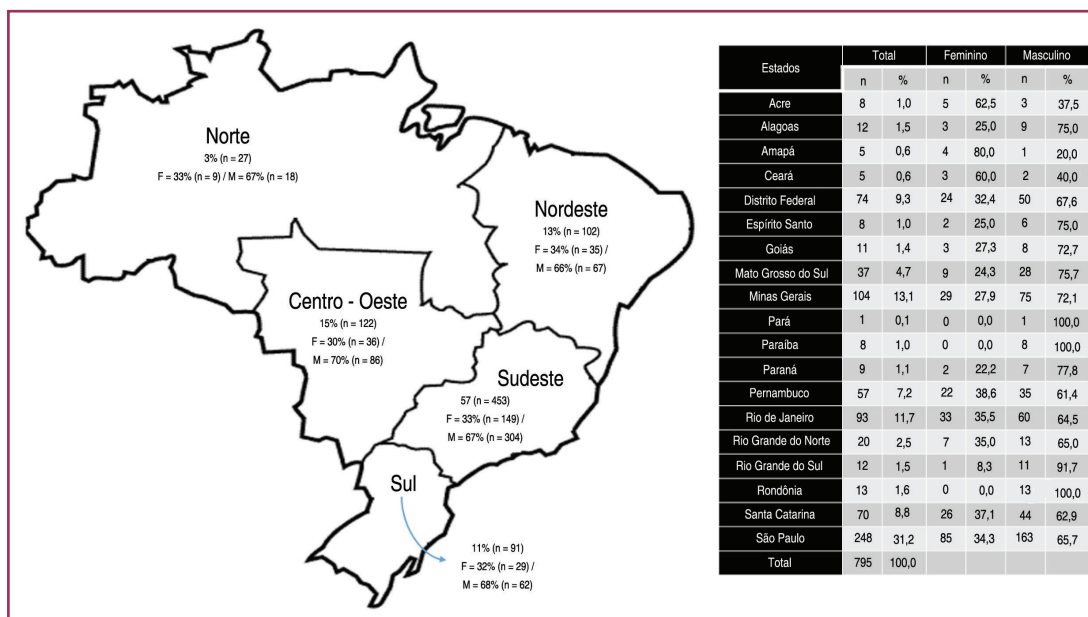 Norte
3% (n = 27)
F = 33% (n = 9) / M = 67% (n = 18)
Nordeste
13% (n = 102)
F = 34% (n = 35) /
M = 66% (n = 67)
Centro - Oeste
15% (n = 122)
F = 30% (n = 36) /
M = 70% (n = 86)
Sudeste
57 (n = 453)
F = 33% (n = 149) /
M = 67% (n = 304)
Sul
11% (n = 91)
F = 32% (n = 29) /
M = 68% (n = 62)
Estados Total Feminino Masculino
n % n % n %
Acre 8 1,0 5 62,5 3 37,5
Alagoas 12 1,5 3 25,0 9 75,0
Amapá 5 0,6 4 80,0 1 20,0
Ceará 5 0,6 3 60,0 2 40,0
Distrito Federal 74 9,3 24 32,4 50 67,6
Espírito Santo 8 1,0 2 25,0 6 75,0
Goiás 11 1,4 3 27,3 8 72,7
Mato Grosso do Sul 37 4,7 9 24,3 28 75,7
Minas Gerais 104 13,1 29 27,9 75 72,1
Pará 1 0,1 0 0,0 1 100,0
Paraíba 8 1,0 0 0,0 8 100,0
Paraná 9 1,1 2 22,2 7 77,8
Pernambuco 57 7,2 22 38,6 35 61,4
Rio de Janeiro 93 11,7 33 35,5 60 64,5
Rio Grande do Norte 20 2,5 7 35,0 13 65,0
Rio Grande do Sul 12 1,5 1 8,3 11 91,7
Rondônia 13 1,6 0 0,0 13 100,0
Santa Catarina 70 8,8 26 37,1 44 62,9
São Paulo 248 31,2 85 34,3 163 65,7
Total 795 100,0